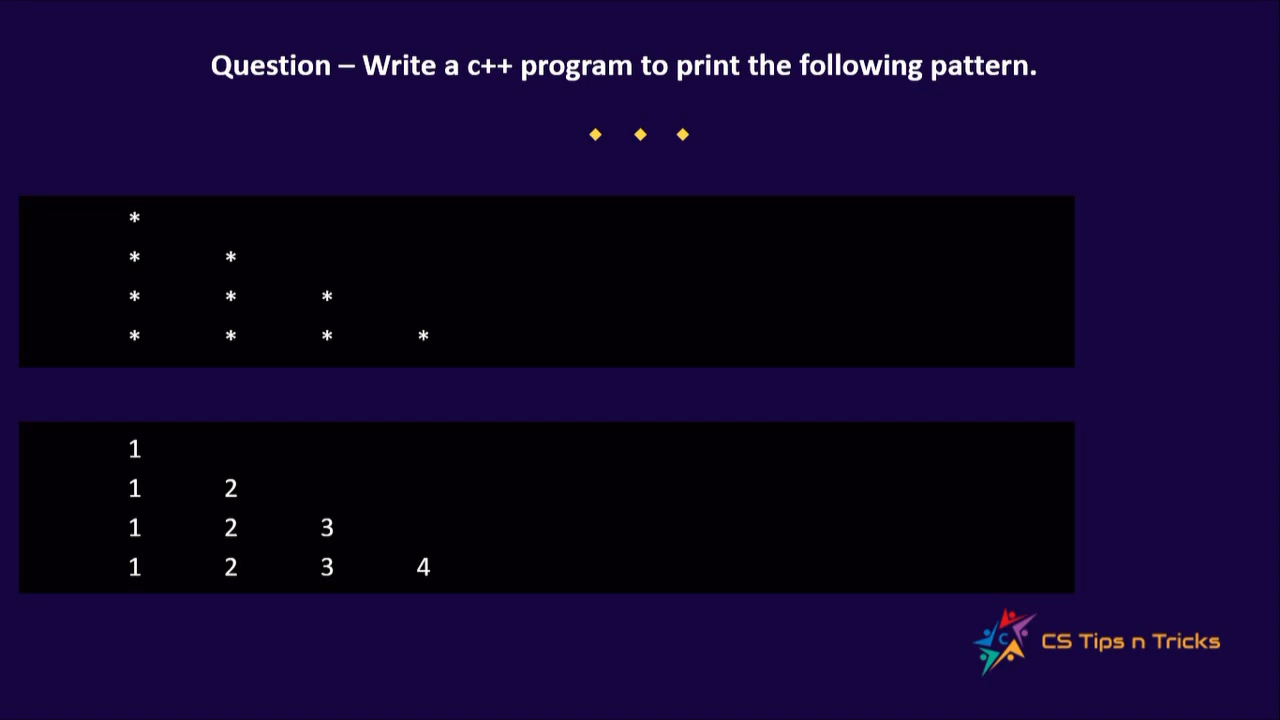 Question – Write a c++ program to print the following pattern.
*
* *
* * *
* * * *
1
1 2
1 2 3
1 2 3 4
C
CS Tips n Tricks